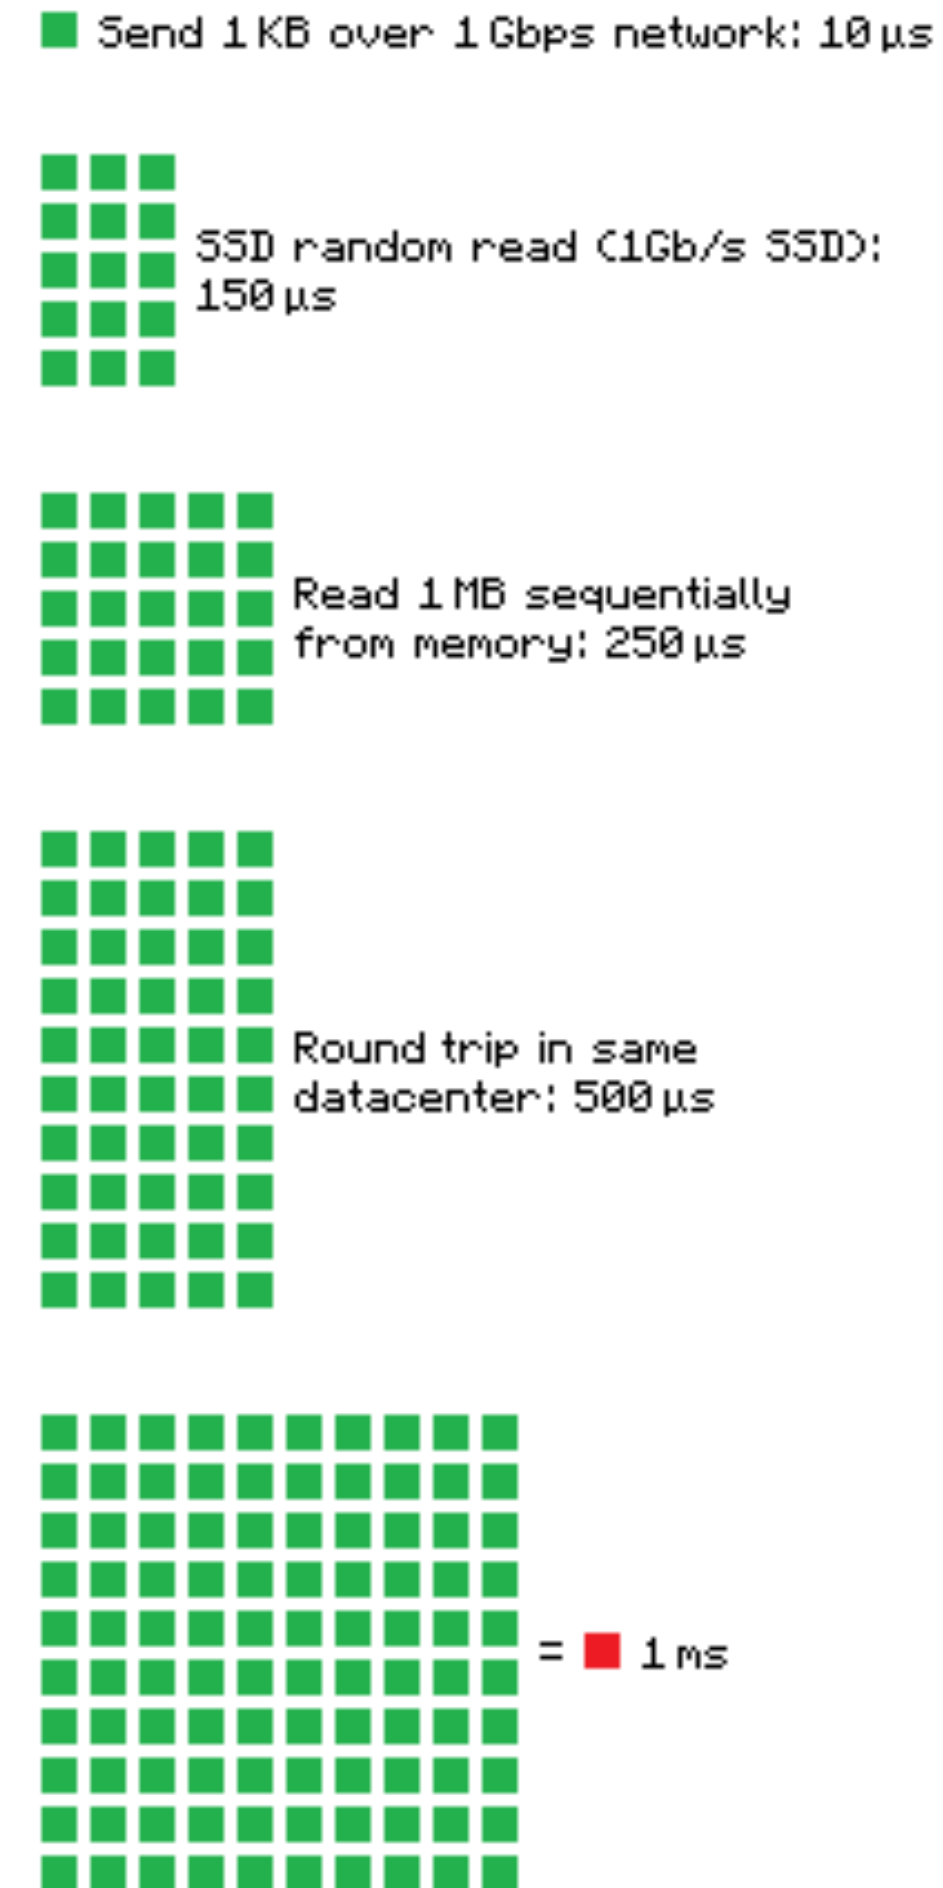 Send 1 KB over 1 Gbps network: 10 µs
SSD random read (1Gb/s SSD):
150 µs
Read 1 MB sequentially
from memory: 250 µs
Round trip in same
datacenter: 500 µs
= 1 ms